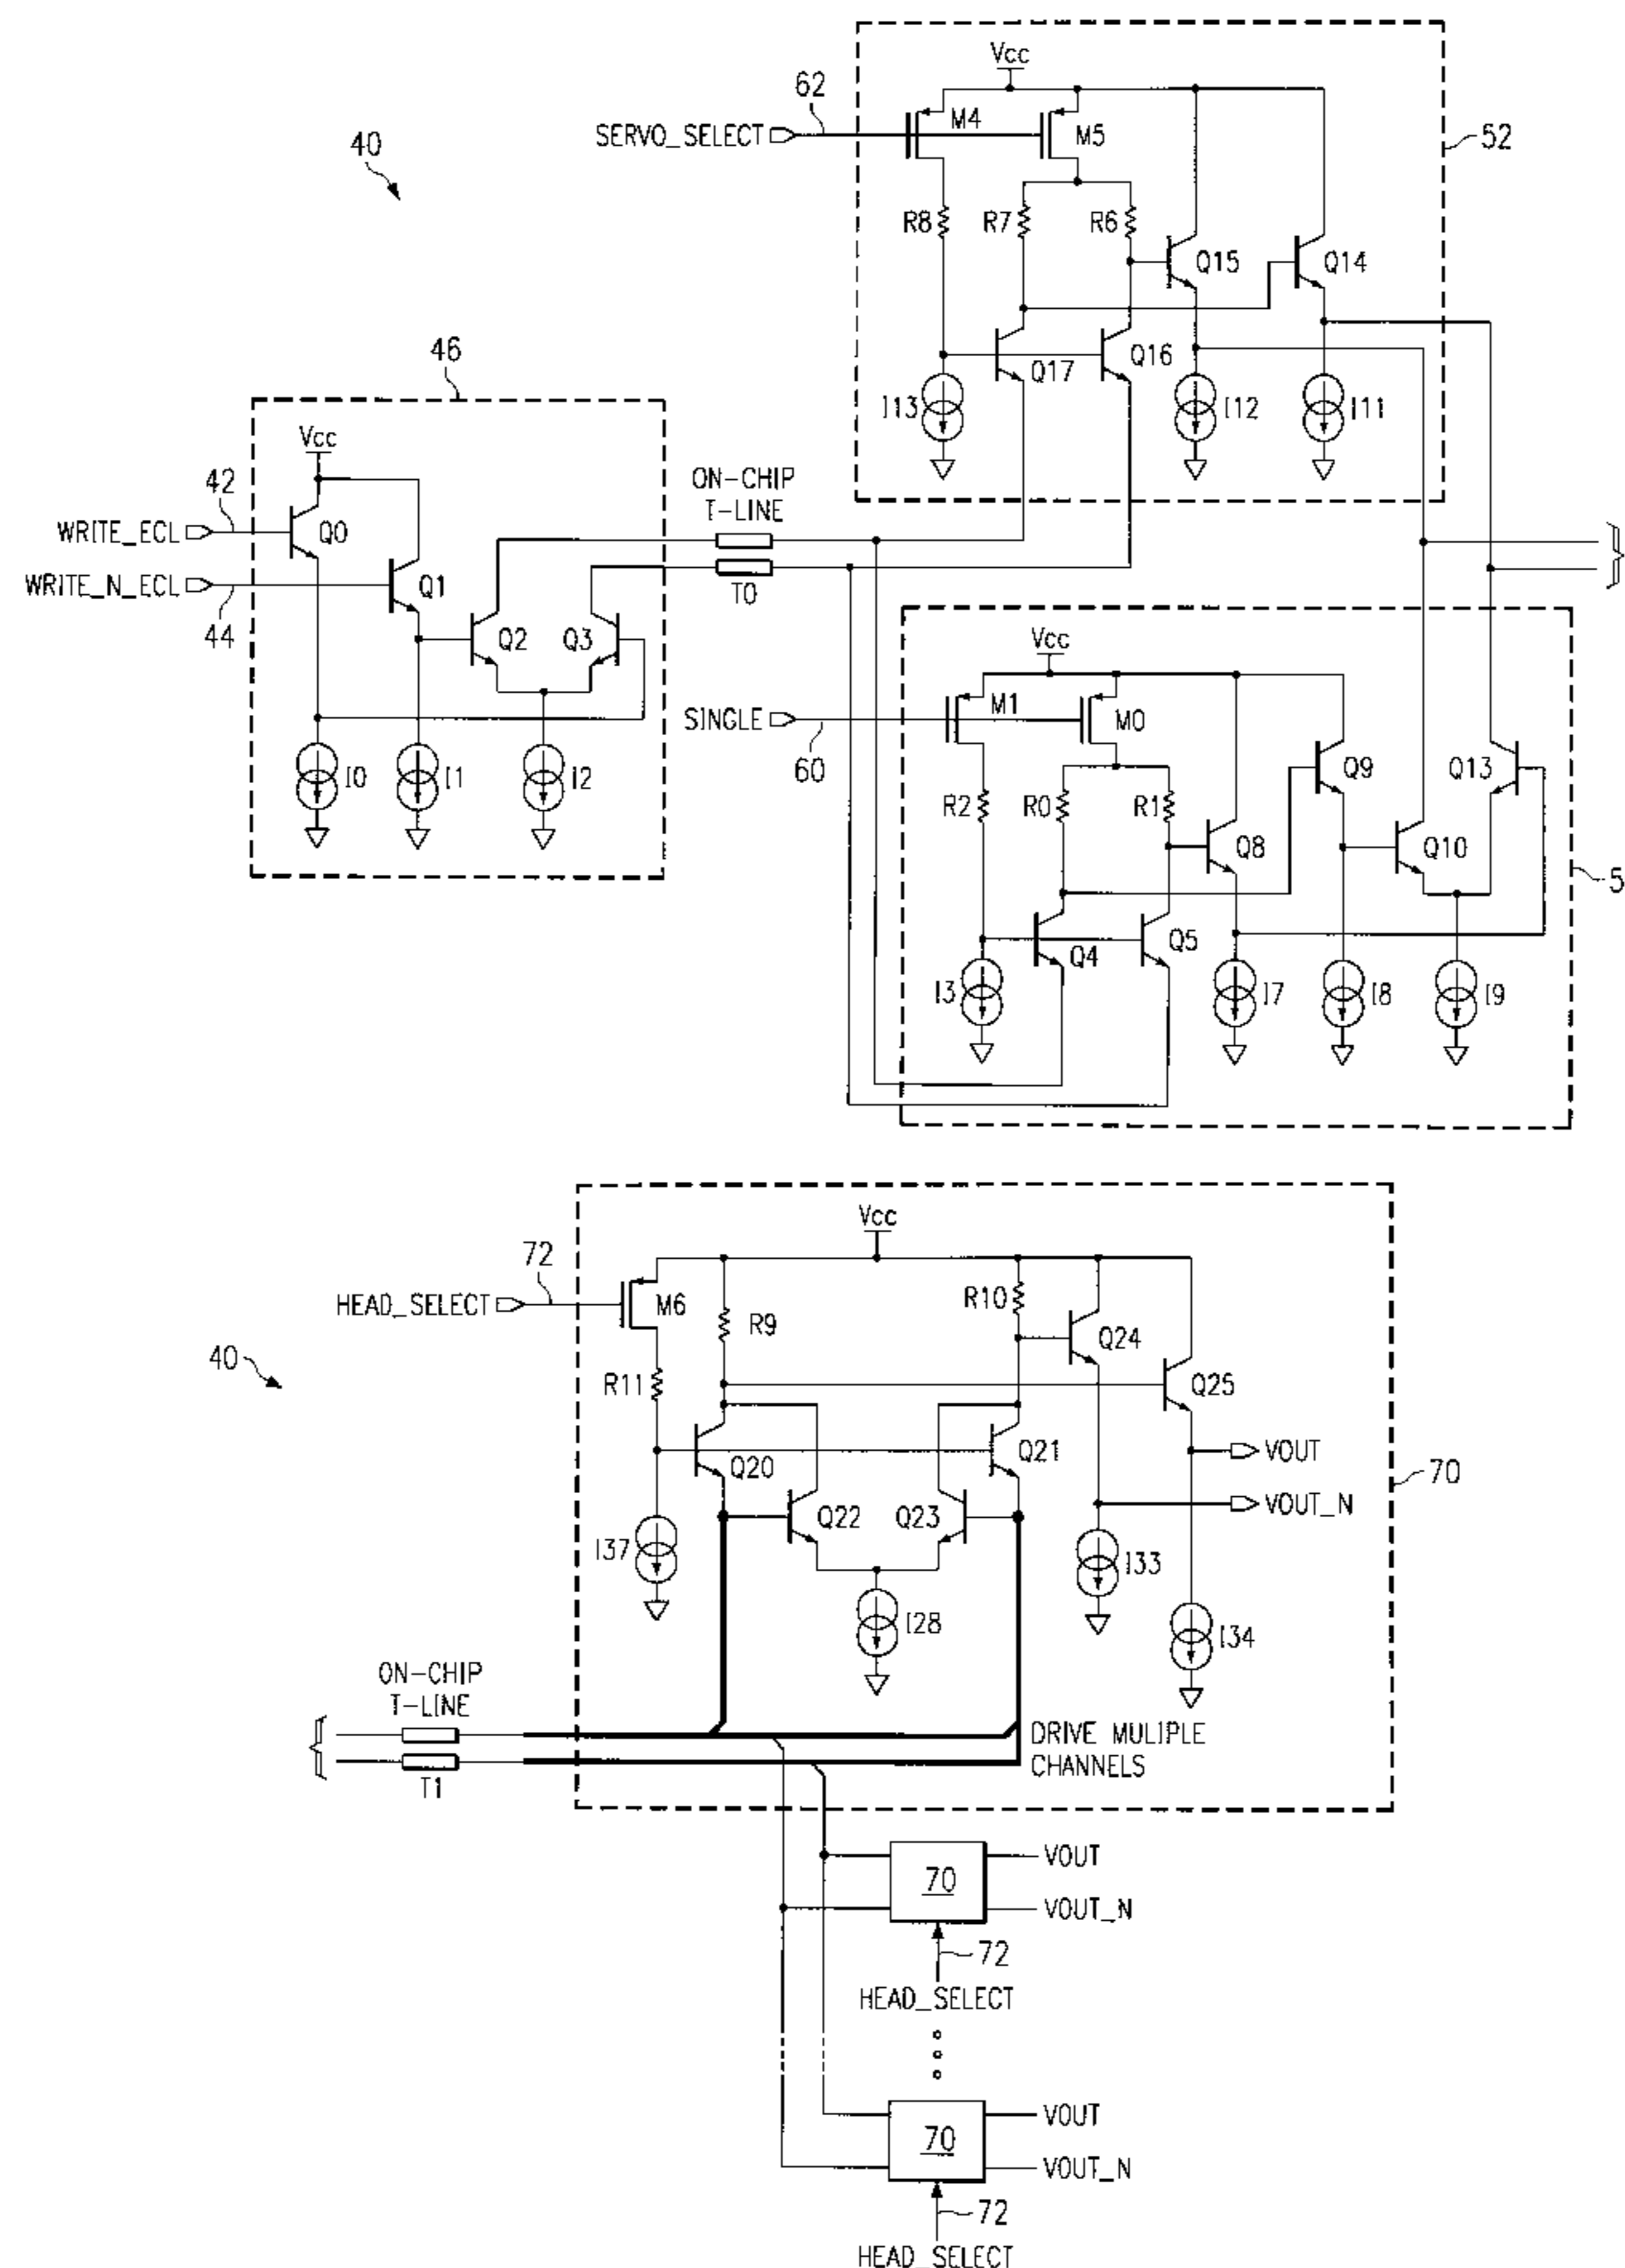 Vcc
62
SERVO_SELECT
M4
M5
52
40
R8
R7
R6
Q15
Q14
Q17
Q16
I13
I12
I11
46
Vcc
42
WRITE_ECL
Q0
WRITE_N_ECL
Q1
44
Q2
Q3
I0
I1
I2
ON-CHIP
T-LINE
T0
Vcc
SINGLE
60
M1
M0
Q9
Q13
R2
R0
R1
Q8
Q10
5
Q4
Q5
I3
I7
I8
I9
Vcc
72
HEAD_SELECT
M6
R9
R10
Q24
40
R11
Q25
Q20
Q21
VOUT
70
Q22
Q23
VOUT_N
I37
I33
I28
I34
ON-CHIP
T-LINE
T1
DRIVE MULIPLE
CHANNELS
70
VOUT
VOUT_N
72
HEAD_SELECT
70
VOUT
VOUT_N
72
HEAD_SELECT